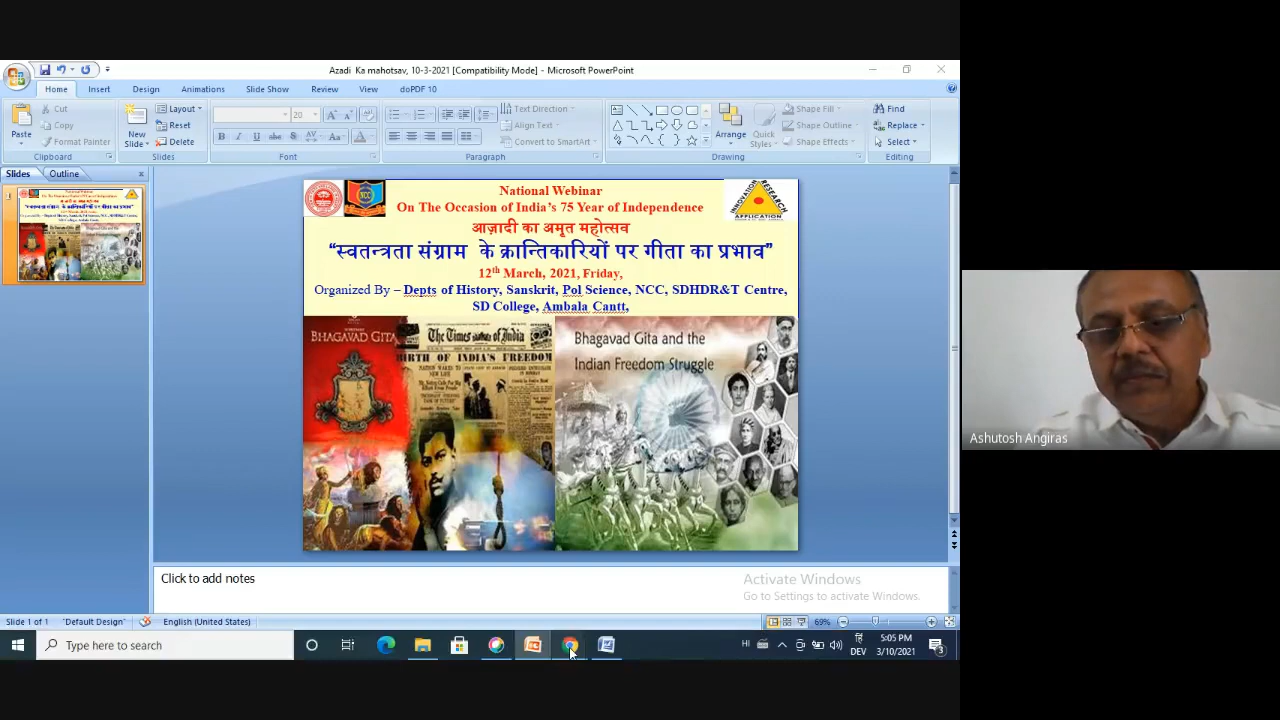 Azadi Ka mahotsav, 10-3-2021 [Compatibility Mode] - Microsoft PowerPoint
Home Insert Design Animations Slide Show Review View doPDF 10
Cut
Copy
Format Painter
Paste
Clipboard
New Slide
Layout
Reset
Delete
Slides
20
Font
Text Direction
Align Text
Convert to SmartArt
Paragraph
Arrange
Quick Styles
Shape Fill
Shape Outline
Shape Effects
Drawing
Find
Replace
Select
Editing
Slides Outline
1
NCC
RESEARCH
APPLICATION
National Webinar
On The Occasion of India's 75 Year of Independence
आज़ादी का अमृत महोत्सव
“स्वतन्त्रता संग्राम के क्रान्तिकारियों पर गीता का प्रभाव”
12th March, 2021, Friday,
Organized By – Depts of History, Sanskrit, Pol Science, NCC, SDHDR&T Centre,
SD College, Ambala Cantt,
BHAGAVAD GITA
The Times of India
BIRTH OF INDIA'S FREEDOM
Bhagavad Gita and the
Indian Freedom Struggle
Ashutosh Angiras
Click to add notes
Activate Windows
Go to Settings to activate Windows.
Slide 1 of 1 "Default Design" English (United States) 69%
Type here to search
HI
हिं
DEV
5:05 PM
3/10/2021
3